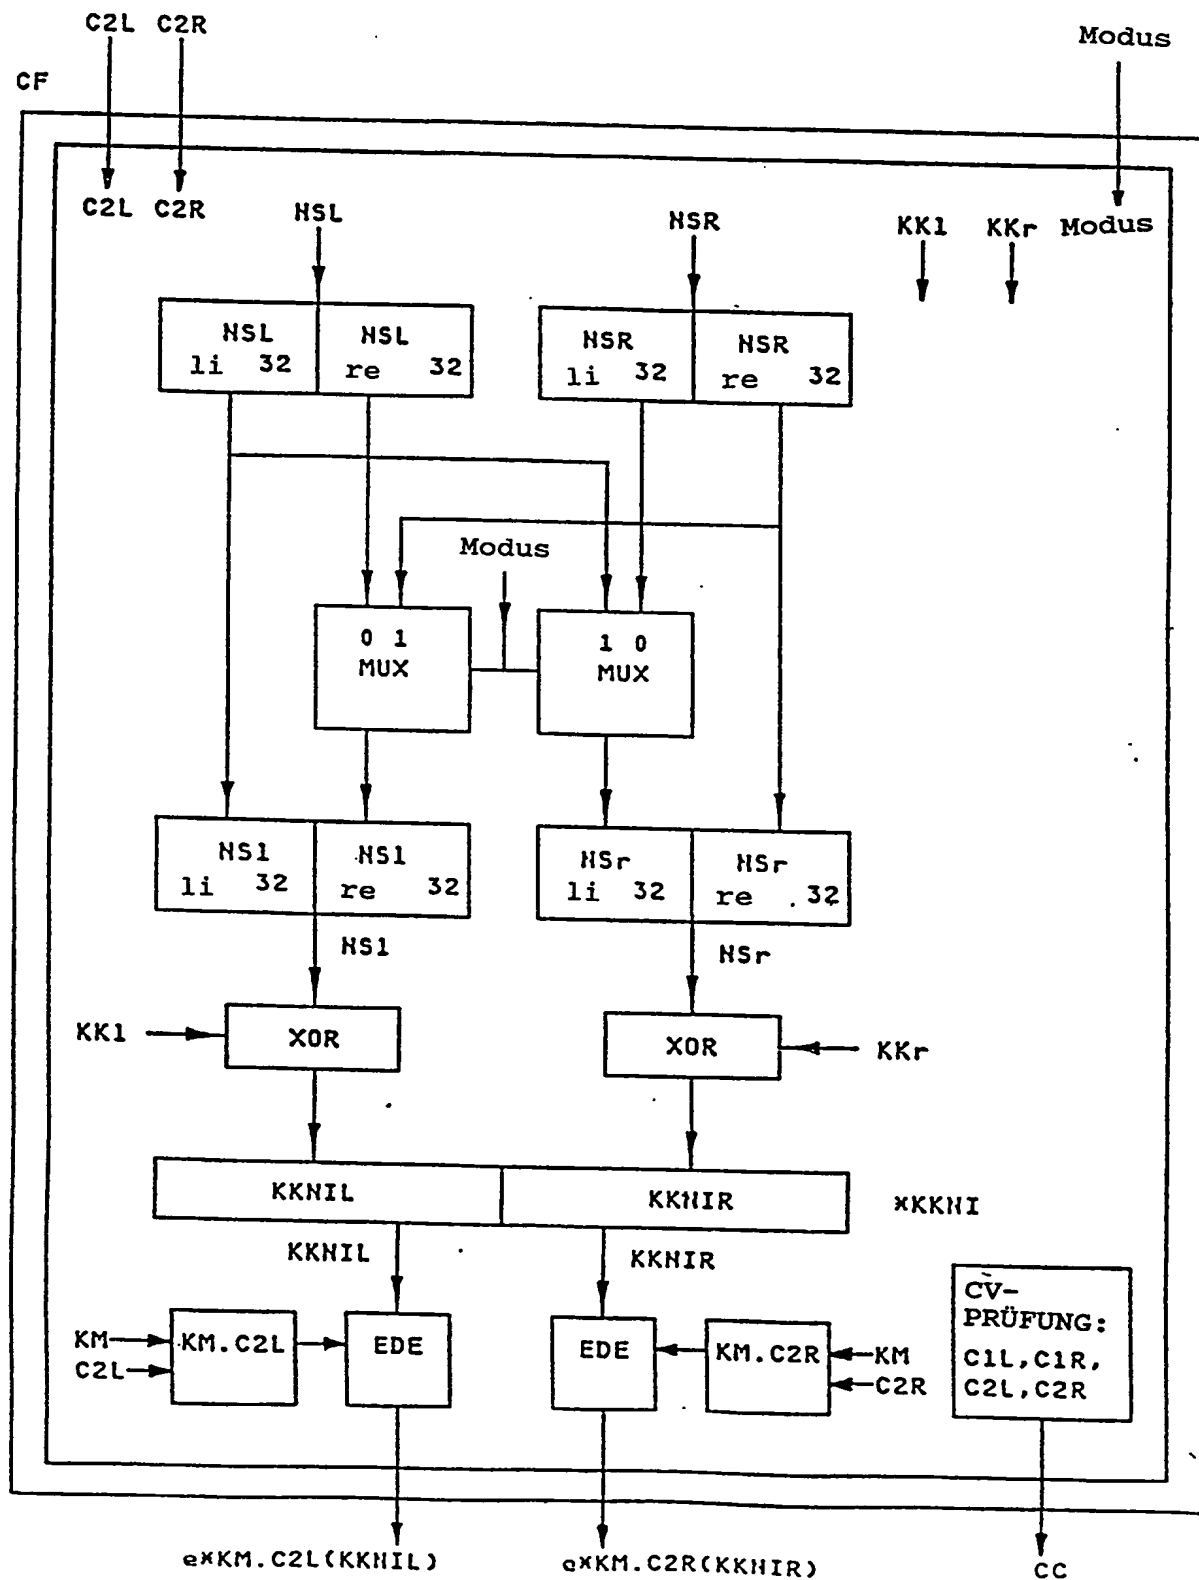 C2L C2R
Modus
CF
C2L C2R
NSL
NSR
KKl KKr Modus
NSL
li 32
NSL
re 32
NSR
li 32
NSR
re 32
Modus
0 1
MUX
1 0
MUX
NSl
li 32
NSl
re 32
NSr
li 32
NSr
re 32
NSl
NSr
KKl
XOR
XOR
KKr
KKNIL
KKNIR
*KKNI
KKNIL
KKNIR
KM
C2L
KM.C2L
EDE
EDE
KM.C2R
KM
C2R
CV-
PRÜFUNG:
C1L,C1R,
C2L,C2R
e*KM.C2L(KKNIL)
e*KM.C2R(KKNIR)
CC